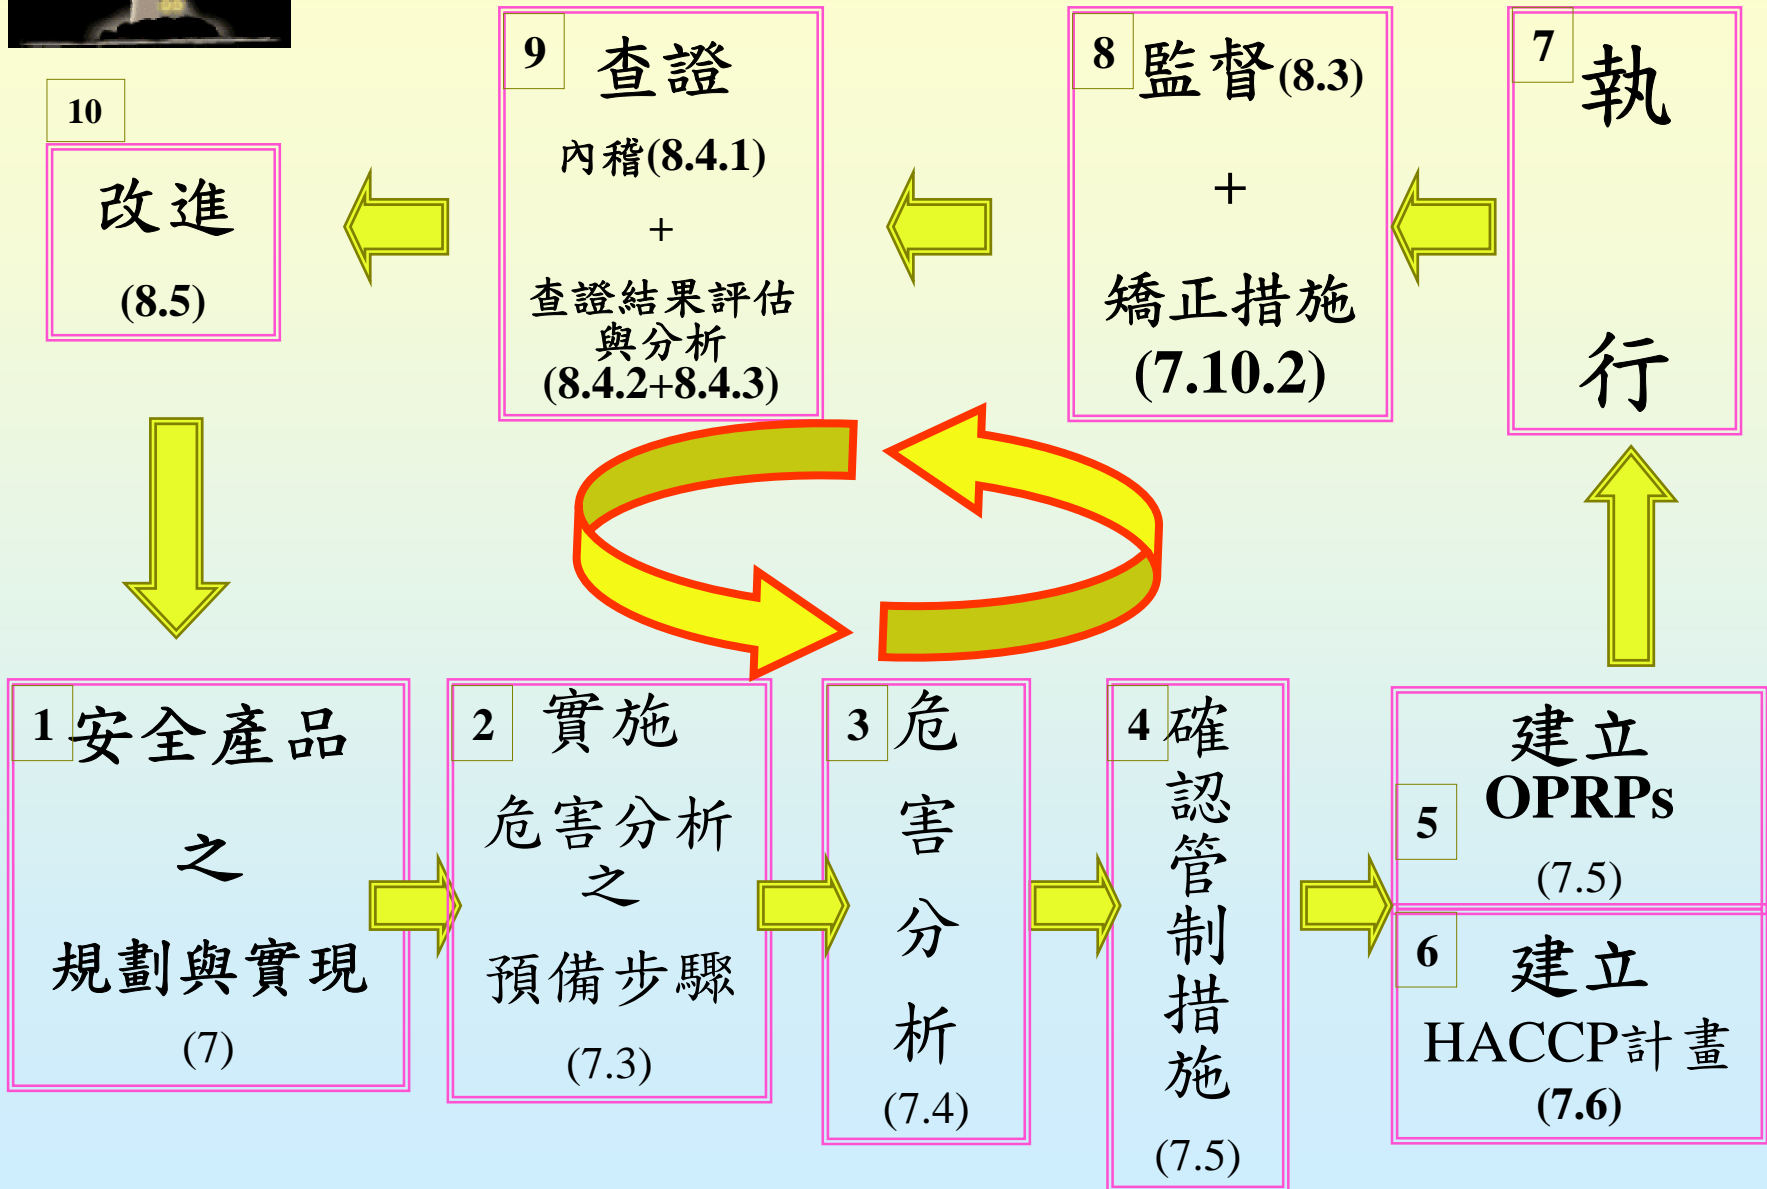 10
改進
(8.5)
9
查證
內稽(8.4.1)
+
查證結果評估
與分析
(8.4.2+8.4.3)
8
監督(8.3)
+
矯正措施
(7.10.2)
7
執
行
1
安全產品
之
規劃與實現
(7)
2
實施
危害分析
之
預備步驟
(7.3)
3
危
害
分
析
(7.4)
4
確
認
管
制
措
施
(7.5)
5
建立
OPRPs
(7.5)
6
建立
HACCP計畫
(7.6)